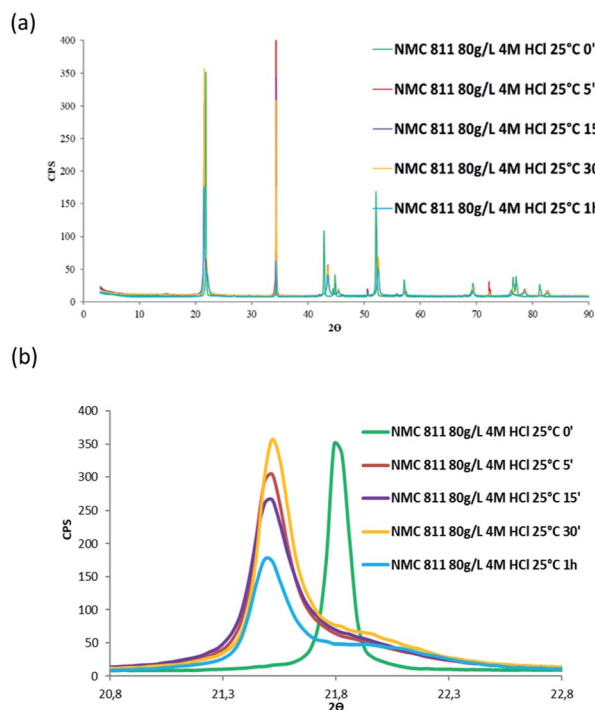 (a)
400
350
300
250
200
150
100
50
0
CPS
0 10 20 30 40 50 60 70 80 90
2Θ
NMC 811 80g/L 4M HCl 25°C 0'
NMC 811 80g/L 4M HCl 25°C 5'
NMC 811 80g/L 4M HCl 25°C 15
NMC 811 80g/L 4M HCl 25°C 30
NMC 811 80g/L 4M HCl 25°C 1h
(b)
400
350
300
250
200
150
100
50
0
CPS
20,8 21,3 21,8 22,3 22,8
2Θ
NMC 811 80g/L 4M HCl 25°C 0'
NMC 811 80g/L 4M HCl 25°C 5'
NMC 811 80g/L 4M HCl 25°C 15'
NMC 811 80g/L 4M HCl 25°C 30'
NMC 811 80g/L 4M HCl 25°C 1h